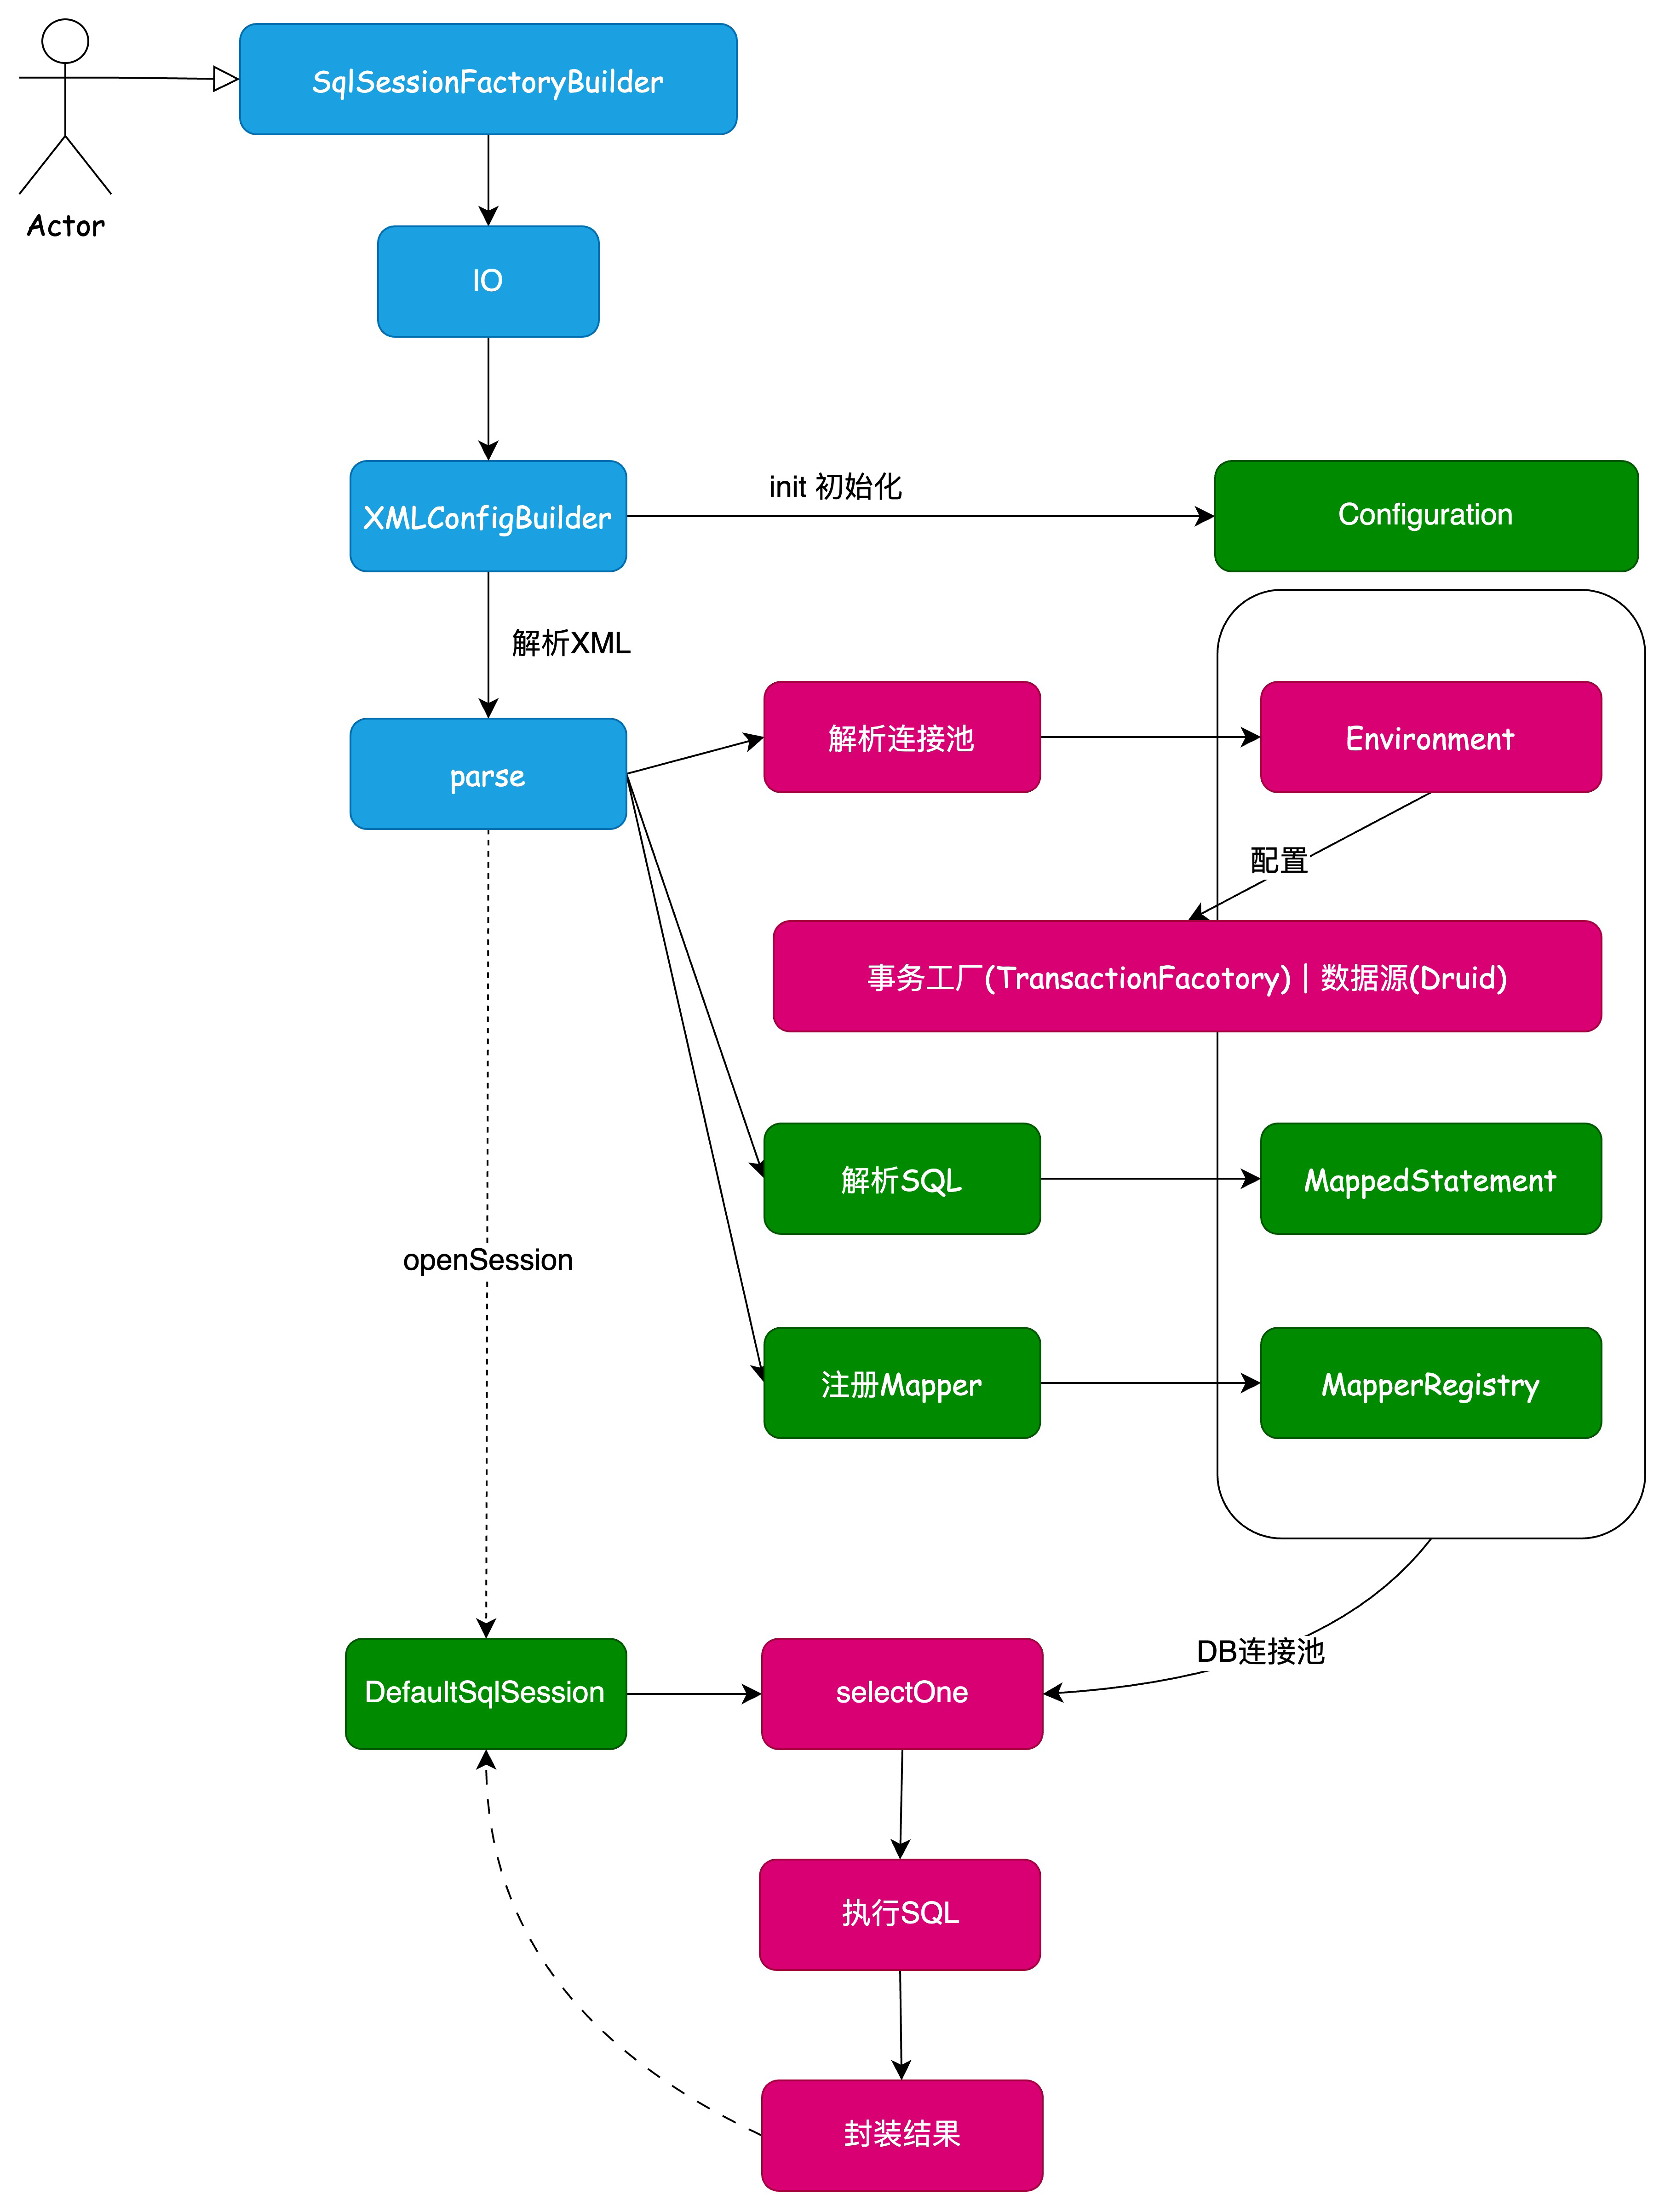 SqlSessionFactoryBuilder
Actor
IO
init 初始化
XMLConfigBuilder
Configuration
解析XML
parse
解析连接池
Environment
配置
事务工厂(TransactionFacotory) | 数据源(Druid)
解析SQL
MappedStatement
openSession
注册Mapper
MapperRegistry
DB连接池
DefaultSqlSession
selectOne
执行SQL
封装结果